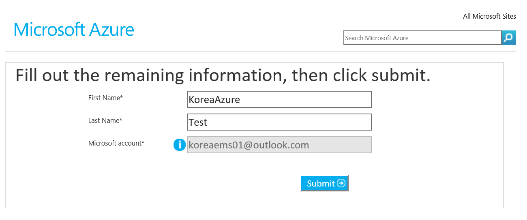 All Microsoft Sites
Microsoft Azure
Search Microsoft Azure
Fill out the remaining information, then click submit.
First Name* KoreaAzure
Last Name* Test
Microsoft account* i koreaems01@outlook.com
Submit